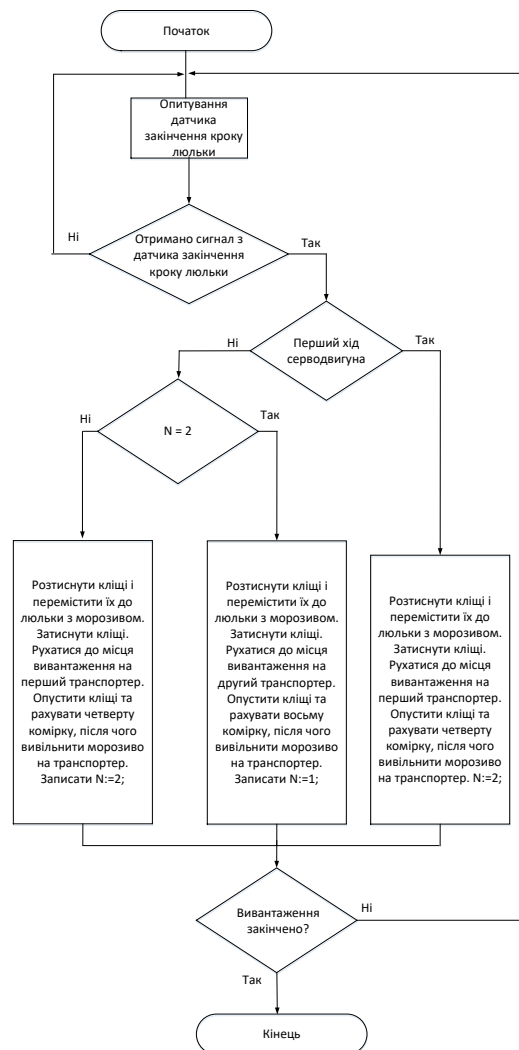 Початок
Опитування
датчика
закінчення кроку
люльки
Ні
Отримано сигнал з
датчика закінчення
кроку люльки
Так
Ні
Перший хід
серводвигуна
Так
Ні
N = 2
Так
Розтиснути кліщі і
перемістити їх до
люльки з морозивом.
Затиснути кліщі.
Рухатися до місця
вивантаження на
перший транспортер.
Опустити кліщі та
рахувати четверту
комірку, після чого
вивільнити морозиво
на транспортер.
Записати N:=2;
Розтиснути кліщі і
перемістити їх до
люльки з морозивом.
Затиснути кліщі.
Рухатися до місця
вивантаження на
другий транспортер.
Опустити кліщі та
рахувати восьму
комірку, після чого
вивільнити морозиво
на транспортер.
Записати N:=1;
Розтиснути кліщі і
перемістити їх до
люльки з морозивом.
Затиснути кліщі.
Рухатися до місця
вивантаження на
перший транспортер.
Опустити кліщі та
рахувати четверту
комірку, після чого
вивільнити морозиво
на транспортер. N:=2;
Вивантаження
закінчено?
Ні
Так
Кінець